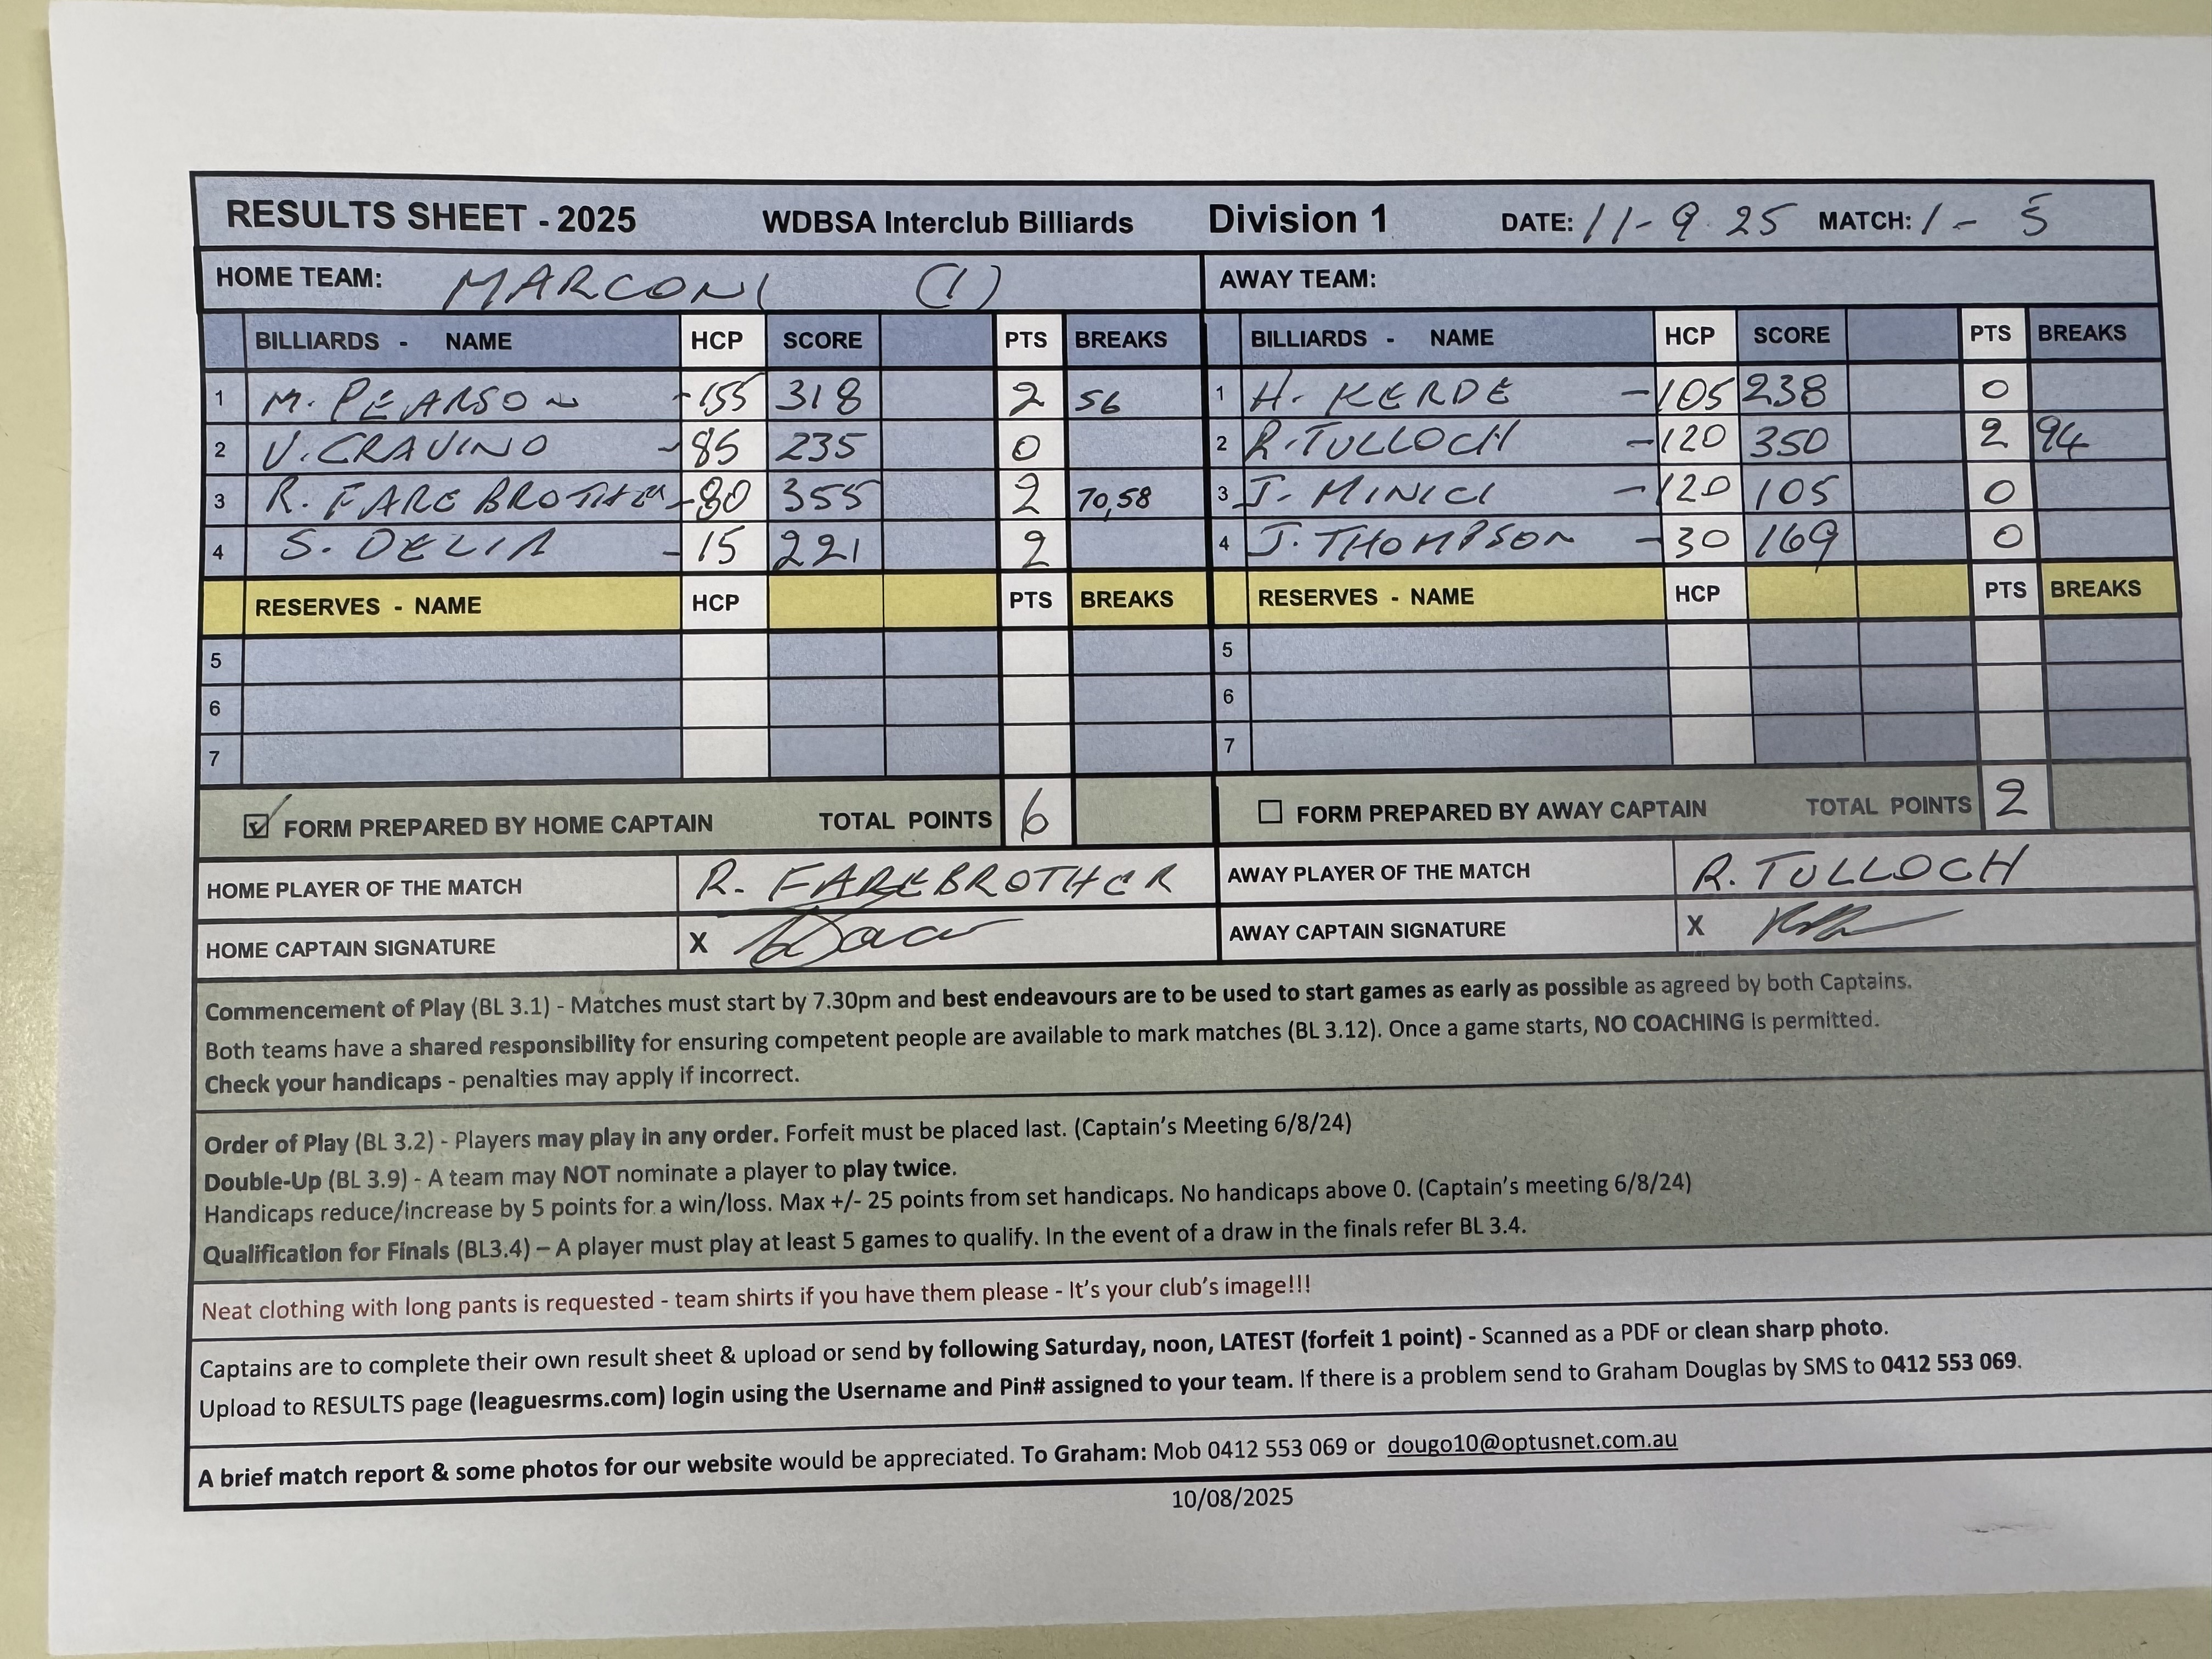 RESULTS SHEET - 2025 WDBSA Interclub Billiards Division 1 DATE: 11-9-25 MATCH: 1-5
HOME TEAM: MARCONI (1) AWAY TEAM:
BILLIARDS - NAME HCP SCORE PTS BREAKS BILLIARDS - NAME HCP SCORE PTS BREAKS
1 M. PEARSON -155 318 2 56 1 H. KERDE -105 238 0
2 V. CRAVINO -85 235 0 2 R. TULLOCH -120 350 2 94
3 R. FAREBROTHER -80 355 2 70,58 3 J. MINICI -120 105 0
4 S. DELIA -15 221 2 4 J. THOMPSON -30 169 0
RESERVES - NAME HCP PTS BREAKS RESERVES - NAME HCP PTS BREAKS
5 5
6 6
7 7
FORM PREPARED BY HOME CAPTAIN TOTAL POINTS 6 FORM PREPARED BY AWAY CAPTAIN TOTAL POINTS 2
HOME PLAYER OF THE MATCH R. FAREBROTHER AWAY PLAYER OF THE MATCH R. TULLOCH
HOME CAPTAIN SIGNATURE X AWAY CAPTAIN SIGNATURE X
Commencement of Play (BL 3.1) - Matches must start by 7.30pm and best endeavours are to be used to start games as early as possible as agreed by both Captains.
Both teams have a shared responsibility for ensuring competent people are available to mark matches (BL 3.12). Once a game starts, NO COACHING is permitted.
Check your handicaps - penalties may apply if incorrect.
Order of Play (BL 3.2) - Players may play in any order. Forfeit must be placed last. (Captain's Meeting 6/8/24)
Double-Up (BL 3.9) - A team may NOT nominate a player to play twice.
Handicaps reduce/increase by 5 points for a win/loss. Max +/- 25 points from set handicaps. No handicaps above 0. (Captain's meeting 6/8/24)
Qualification for Finals (BL3.4) – A player must play at least 5 games to qualify. In the event of a draw in the finals refer BL 3.4.
Neat clothing with long pants is requested - team shirts if you have them please - It's your club's image!!!
Captains are to complete their own result sheet & upload or send by following Saturday, noon, LATEST (forfeit 1 point) - Scanned as a PDF or clean sharp photo.
Upload to RESULTS page (leaguesrms.com) login using the Username and Pin# assigned to your team. If there is a problem send to Graham Douglas by SMS to 0412 553 069.
A brief match report & some photos for our website would be appreciated. To Graham: Mob 0412 553 069 or dougo10@optusnet.com.au
10/08/2025